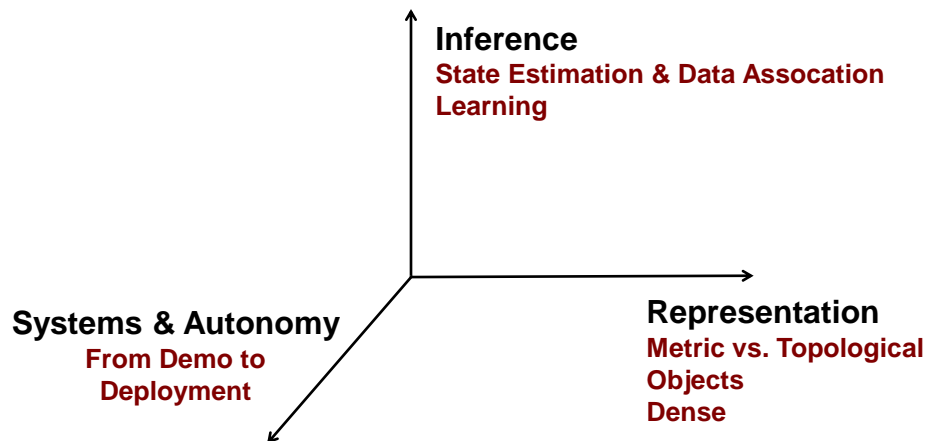 Inference
State Estimation & Data Assocation
Learning
Systems & Autonomy
From Demo to
Deployment
Representation
Metric vs. Topological
Objects
Dense